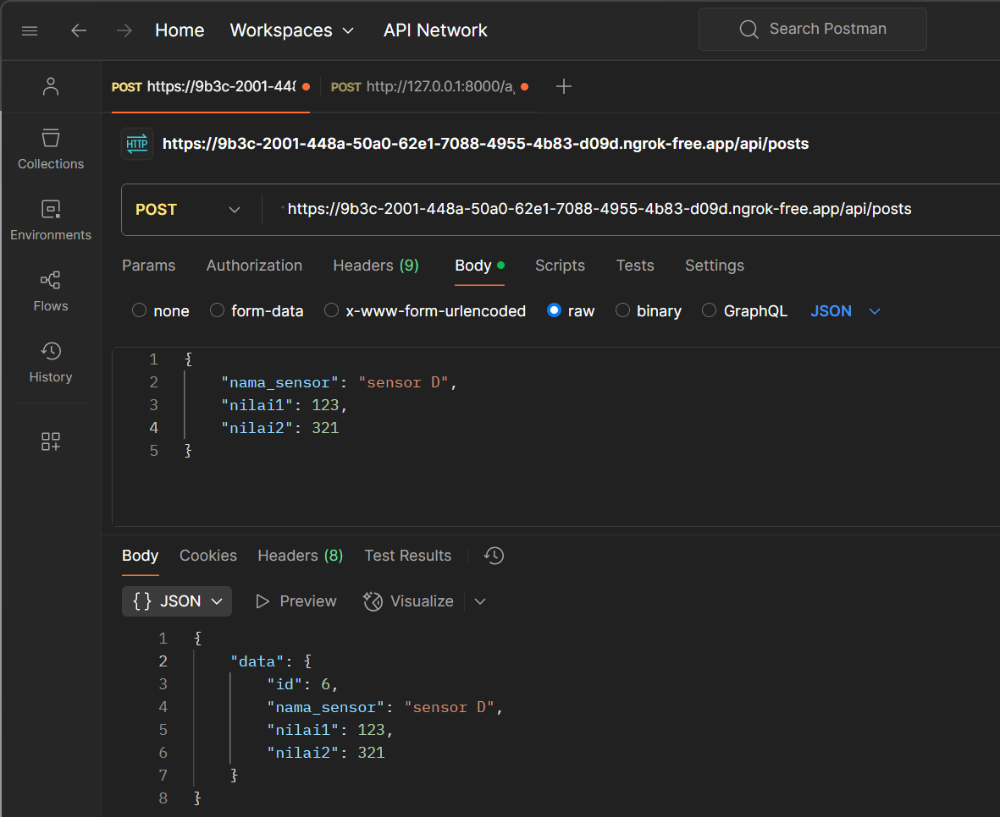 Home Workspaces API Network Search Postman
POST https://9b3c-2001-448 POST http://127.0.0.1:8000/a
HTTP https://9b3c-2001-448a-50a0-62e1-7088-4955-4b83-d09d.ngrok-free.app/api/posts
Collections
POST https://9b3c-2001-448a-50a0-62e1-7088-4955-4b83-d09d.ngrok-free.app/api/posts
Environments
Params Authorization Headers (9) Body Scripts Tests Settings
Flows
none form-data x-www-form-urlencoded raw binary GraphQL JSON
History
1 {
2 "nama_sensor": "sensor D",
3 "nilai1": 123,
4 "nilai2": 321
5 }
Body Cookies Headers (8) Test Results
{} JSON Preview Visualize
1 {
2 "data": {
3 "id": 6,
4 "nama_sensor": "sensor D",
5 "nilai1": 123,
6 "nilai2": 321
7 }
8 }